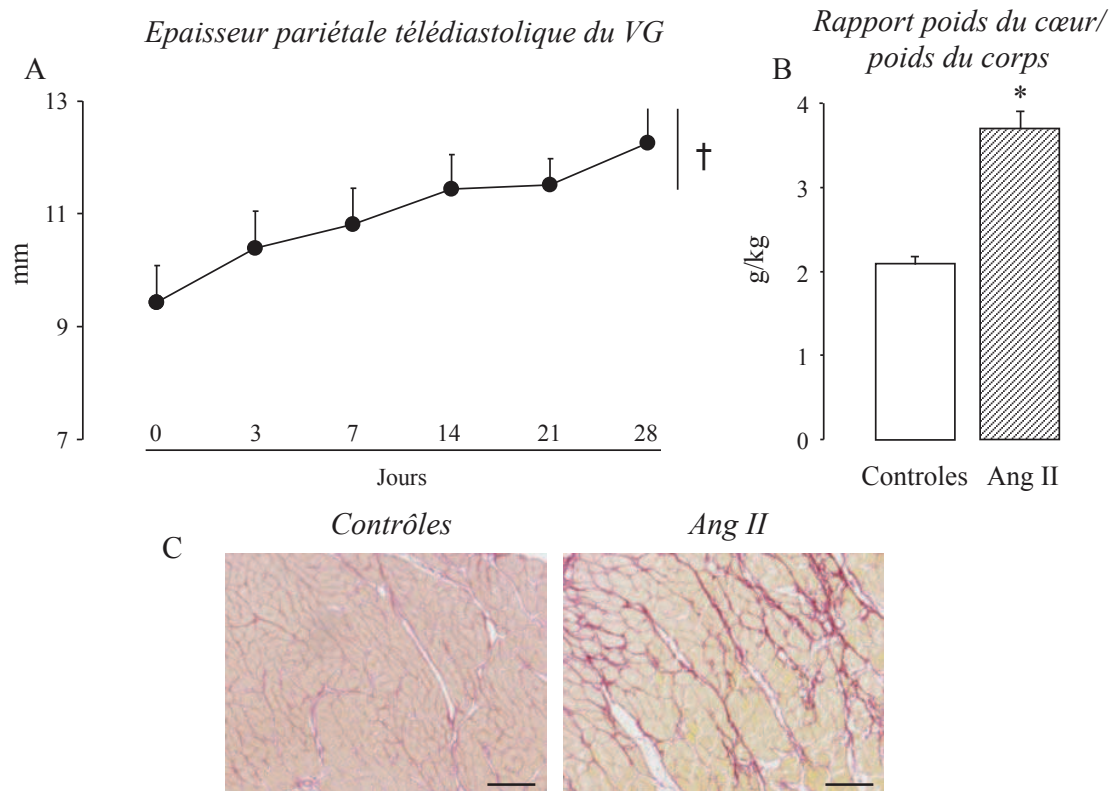 Epaisseur pariétale télédiastolique du VG
A
13
11
9
7
mm
†
0 3 7 14 21 28
Jours
Rapport poids du cœur/
poids du corps
B
*
4
3
2
1
0
g/kg
Controles Ang II
C
Contrôles Ang II